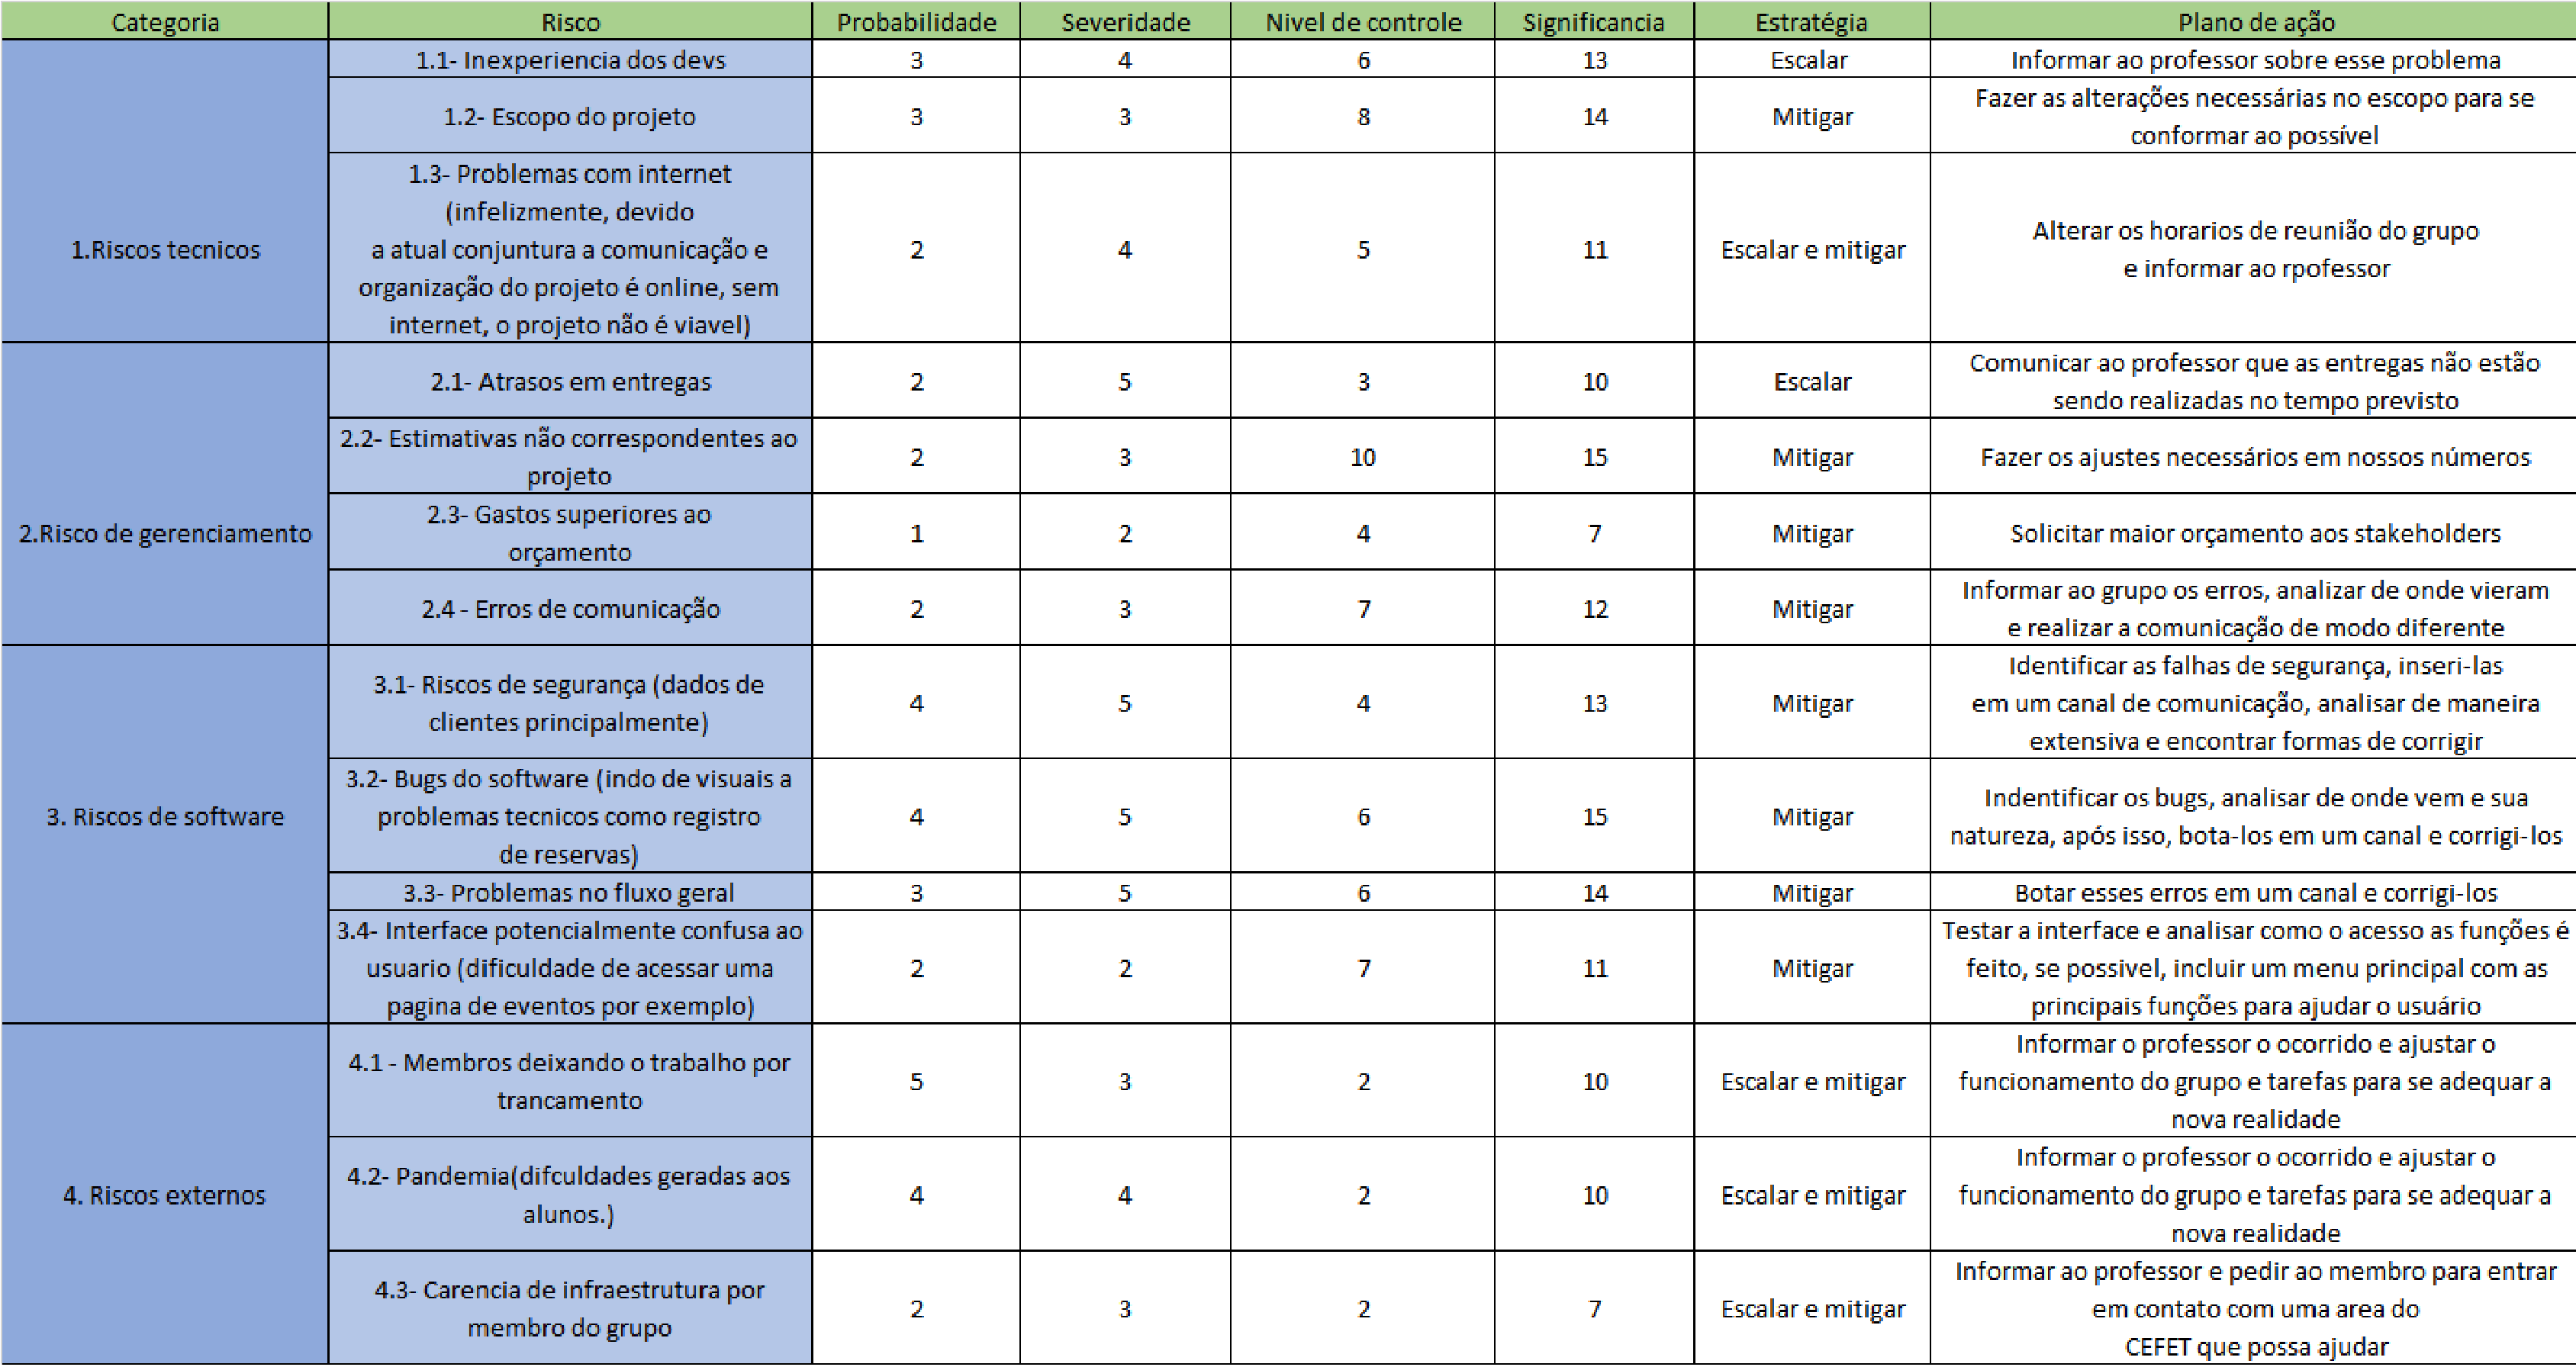 Categoria Risco Probabilidade Severidade Nivel de controle Significancia Estratégia Plano de ação
1.Riscos tecnicos
1.1- Inexperiencia dos devs 3 4 6 13 Escalar Informar ao professor sobre esse problema
1.2- Escopo do projeto 3 3 8 14 Mitigar Fazer as alterações necessárias no escopo para se
conformar ao possível
1.3- Problemas com internet
(infelizmente, devido
a atual conjuntura a comunicação e
organização do projeto é online, sem
internet, o projeto não é viavel)
2 4 5 11 Escalar e mitigar
Alterar os horarios de reunião do grupo
e informar ao rpofessor
2.Risco de gerenciamento
2.1- Atrasos em entregas 2 5 3 10 Escalar
Comunicar ao professor que as entregas não estão
sendo realizadas no tempo previsto
2.2- Estimativas não correspondentes ao
projeto
2 3 10 15 Mitigar Fazer os ajustes necessários em nossos números
2.3- Gastos superiores ao
orçamento
1 2 4 7 Mitigar Solicitar maior orçamento aos stakeholders
2.4 - Erros de comunicação 2 3 7 12 Mitigar
Informar ao grupo os erros, analizar de onde vieram
e realizar a comunicação de modo diferente
3. Riscos de software
3.1- Riscos de segurança (dados de
clientes principalmente)
4 5 4 13 Mitigar
Identificar as falhas de segurança, inseri-las
em um canal de comunicação, analisar de maneira
extensiva e encontrar formas de corrigir
3.2- Bugs do software (indo de visuais a
problemas tecnicos como registro
de reservas)
4 5 6 15 Mitigar
Indentificar os bugs, analisar de onde vem e sua
natureza, após isso, bota-los em um canal e corrigi-los
3.3- Problemas no fluxo geral 3 5 6 14 Mitigar Botar esses erros em um canal e corrigi-los
3.4- Interface potencialmente confusa ao
usuario (dificuldade de acessar uma
pagina de eventos por exemplo)
2 2 7 11 Mitigar
Testar a interface e analisar como o acesso as funções é
feito, se possivel, incluir um menu principal com as
principais funções para ajudar o usuário
4. Riscos externos
4.1 - Membros deixando o trabalho por
trancamento
5 3 2 10 Escalar e mitigar
Informar o professor o ocorrido e ajustar o
funcionamento do grupo e tarefas para se adequar a
nova realidade
4.2- Pandemia(difculdades geradas aos
alunos.)
4 4 2 10 Escalar e mitigar
Informar o professor o ocorrido e ajustar o
funcionamento do grupo e tarefas para se adequar a
nova realidade
4.3- Carencia de infraestrutura por
membro do grupo
2 3 2 7 Escalar e mitigar
Informar ao professor e pedir ao membro para entrar
em contato com uma area do
CEFET que possa ajudar